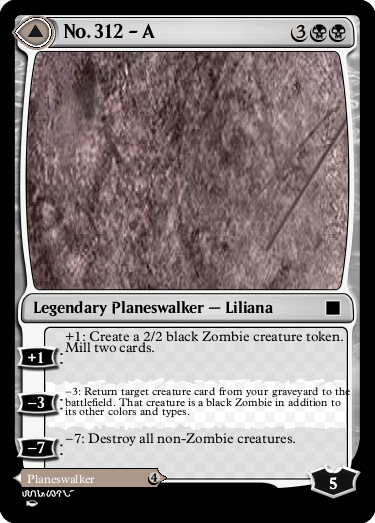 No. 312 – A 3
Legendary Planeswalker — Liliana
+1: Create a 2/2 black Zombie creature token.
+1 Mill two cards.
−3: Return target creature card from your graveyard to the
−3 battlefield. That creature is a black Zombie in addition to
its other colors and types.
−7 −7: Destroy all non-Zombie creatures.
Planeswalker 4
5